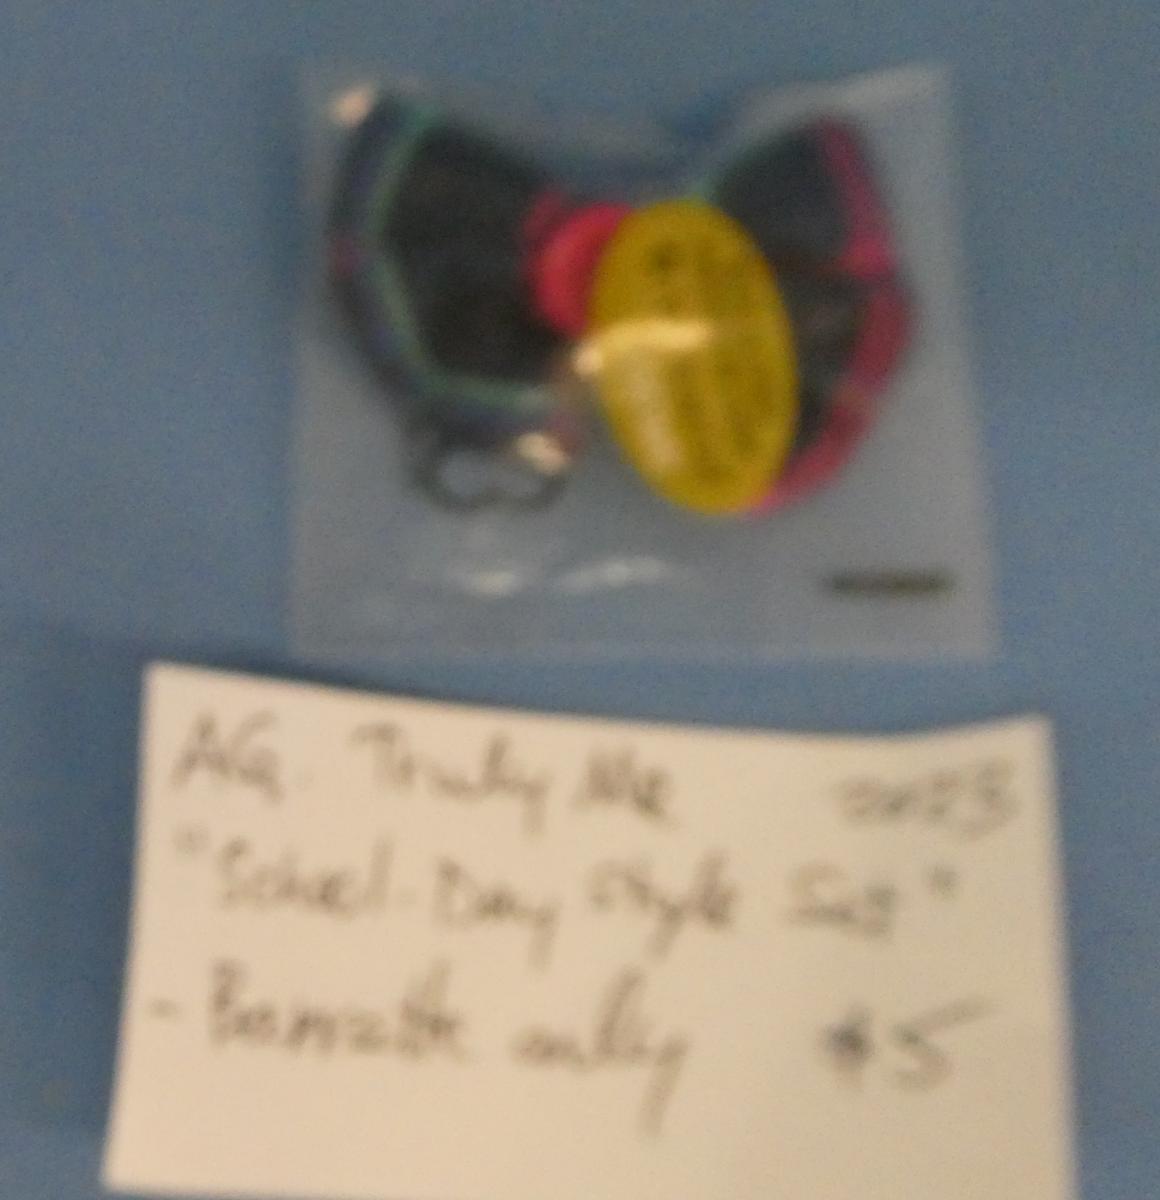 AG Truly Me 2023
"School-Day Style Set"
- Barrette only $5